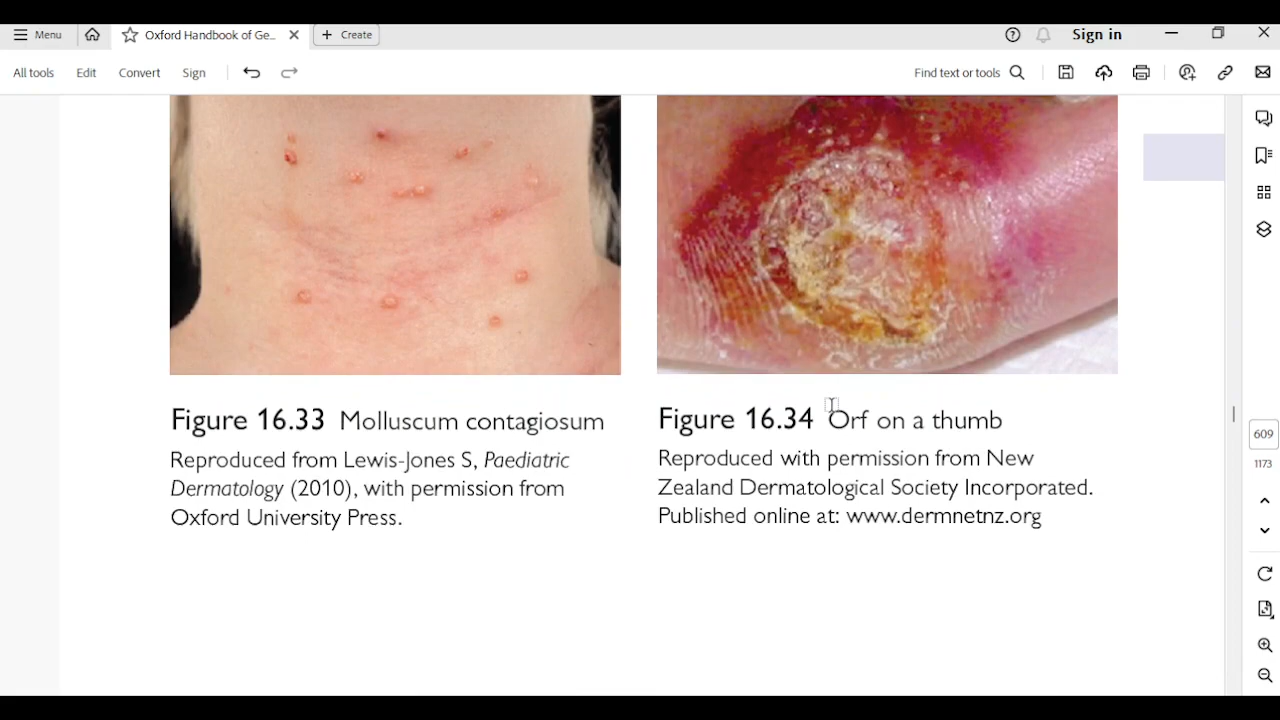 Menu
Oxford Handbook of Ge...
Create
Sign in
All tools
Edit
Convert
Sign
Find text or tools
Figure 16.33 Molluscum contagiosum
Reproduced from Lewis-Jones S, Paediatric
Dermatology (2010), with permission from
Oxford University Press.
Figure 16.34 Orf on a thumb
Reproduced with permission from New
Zealand Dermatological Society Incorporated.
Published online at: www.dermnetnz.org
609
1173